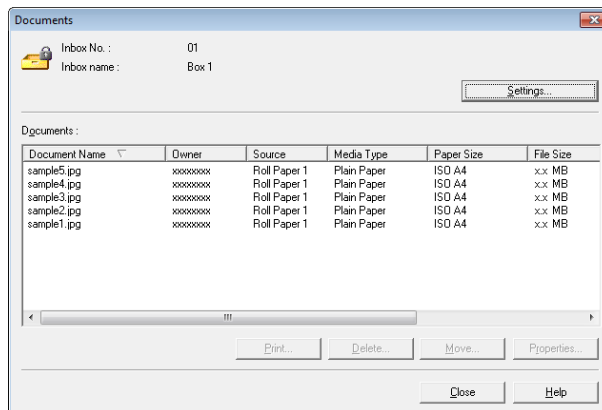 Documents
Inbox No. : 01
Inbox name : Box 1
Settings...
Documents :
Document Name Owner Source Media Type Paper Size File Size
sample5.jpg xxxxxxxx Roll Paper 1 Plain Paper ISO A4 x.x MB
sample4.jpg xxxxxxxx Roll Paper 1 Plain Paper ISO A4 x.x MB
sample3.jpg xxxxxxxx Roll Paper 1 Plain Paper ISO A4 x.x MB
sample2.jpg xxxxxxxx Roll Paper 1 Plain Paper ISO A4 x.x MB
sample1.jpg xxxxxxxx Roll Paper 1 Plain Paper ISO A4 x.x MB
Print... Delete... Move... Properties...
Close Help